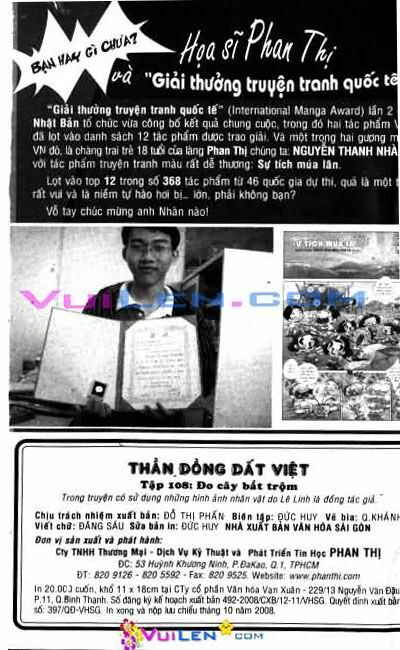 BẠN HAY GÌ CHƯA?
Họa sĩ Phan Thị
và "Giải thưởng truyện tranh quốc tế
"Giải thưởng truyện tranh quốc tế" (International Manga Award) lần 2
Nhật Bản tổ chức vừa công bố kết quả chung cuộc, trong đó hai tác phẩm V
đã lọt vào danh sách 12 tác phẩm được trao giải. Và một trong hai gương m
VN đó, là chàng trai trẻ 18 tuổi của làng Phan Thị chúng ta: NGUYỄN THANH NHÀ
với tác phẩm truyện tranh màu rất dễ thương: Sự tích múa lân.
Lọt vào top 12 trong số 368 tác phẩm từ 46 quốc gia dự thi, quả là một t
rất vui và là niềm tự hào hơi bị... lớn, phải không bạn?
Vỗ tay chúc mừng anh Nhàn nào!
SỰ TÍCH MÚA LÂN
VUILEN.COM
THẦN ĐỒNG ĐẤT VIỆT
Tập 108: Đo cây bắt trộm
Trong truyện có sử dụng những hình ảnh nhân vật do Lê Linh là đồng tác giả.
Chịu trách nhiệm xuất bản: ĐỖ THỊ PHẤN Biên tập: ĐỨC HUY Vẽ bìa: Q.KHÁNH
Viết chữ: ĐẶNG SÁU Sửa bản in: ĐỨC HUY NHÀ XUẤT BẢN VĂN HÓA SÀI GÒN
Đơn vị sản xuất và phát hành:
Cty TNHH Thương Mại - Dịch Vụ Kỹ Thuật và Phát Triển Tin Học PHAN THỊ
ĐC: 53 Huỳnh Khương Ninh, P.ĐaKao, Q.1, TPHCM
ĐT: 820 9126 - 820 5592 - Fax: 820 9525. Website: www.phanthi.com
In 20.000 cuốn, khổ 11 x 18cm tại CTy cổ phần Văn hóa Vạn Xuân - 229/13 Nguyễn Văn Đậu
P.11, Q.Bình Thạnh. Số đăng ký kế hoạch xuất bản 492-2008/CXB/12-11/VHSG. Quyết định xuất bản
số: 397/QĐ-VHSG. In xong và nộp lưu chiểu tháng 10 năm 2008.
VUILEN.COM